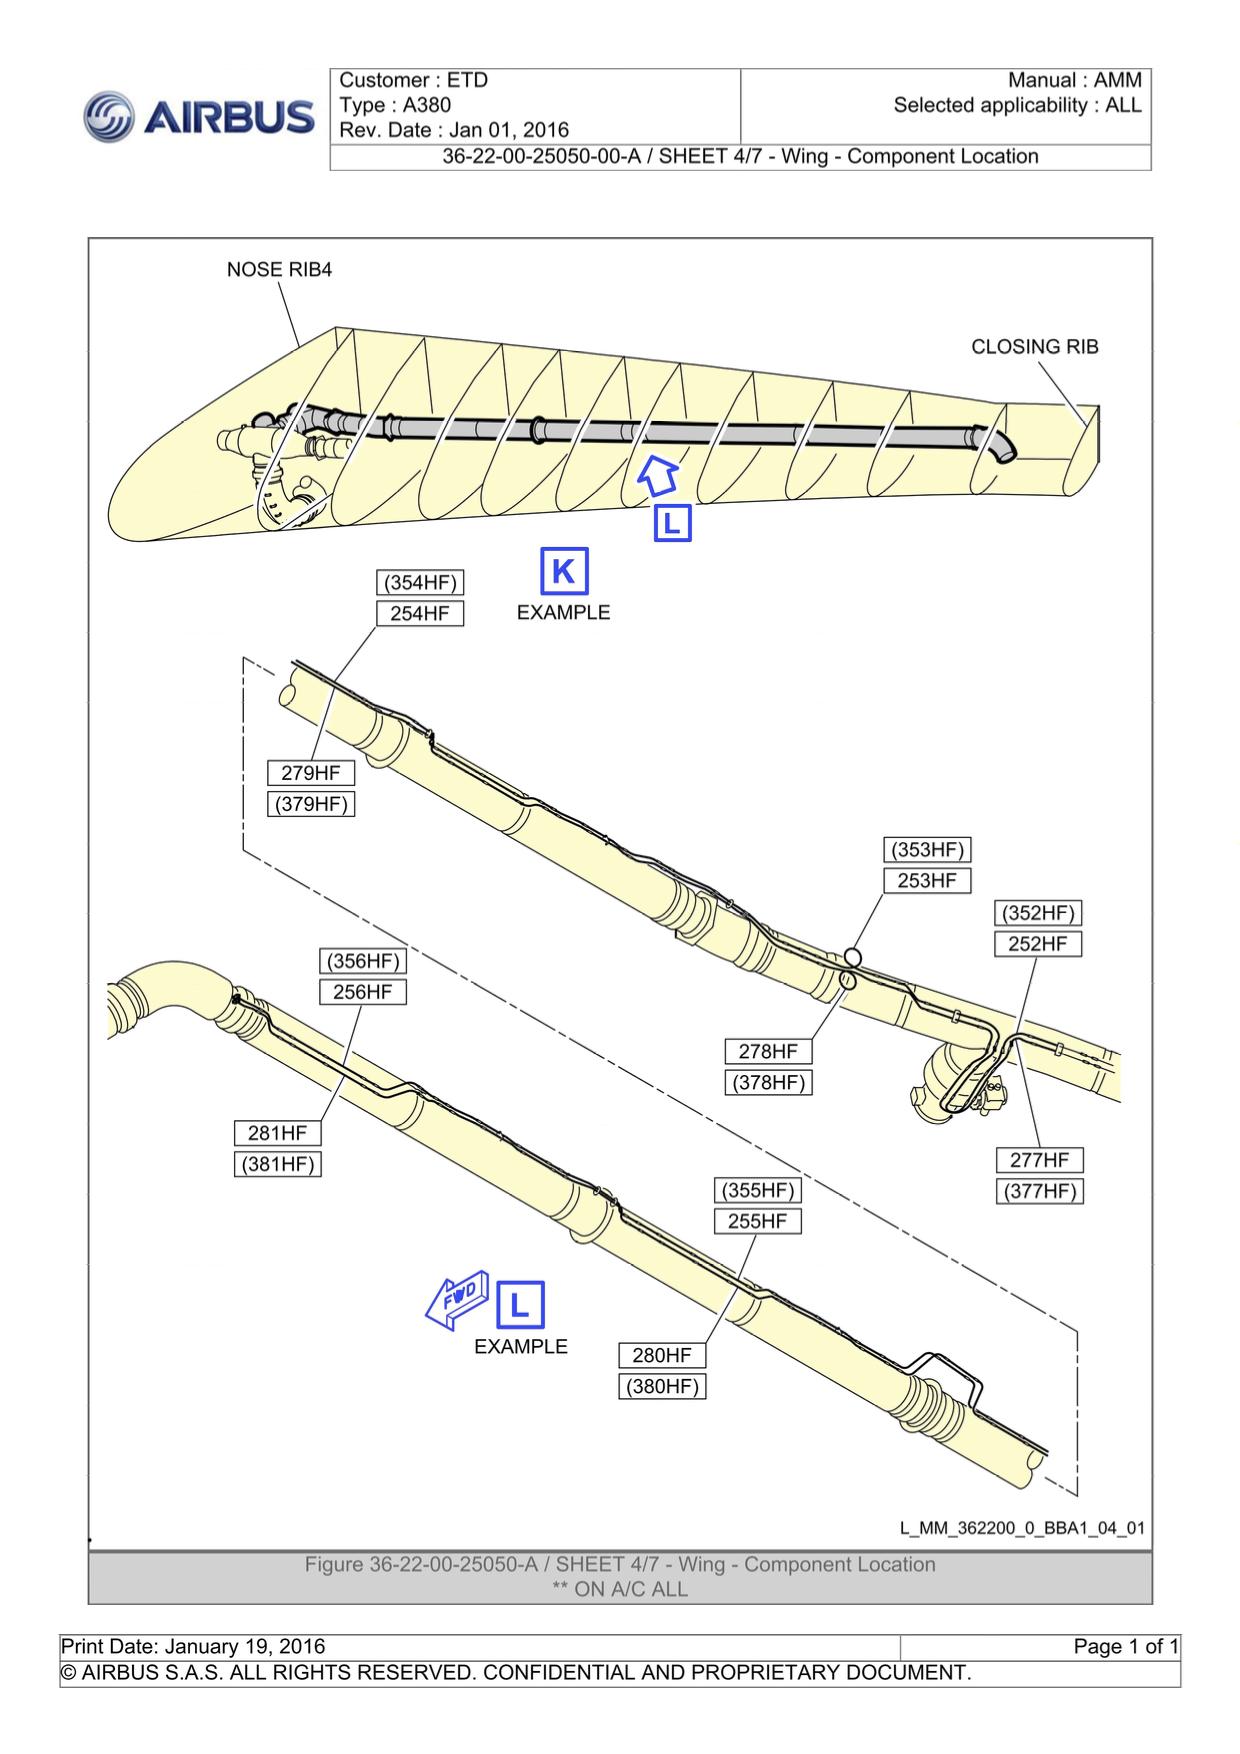 AIRBUS
Customer : ETD
Type : A380
Rev. Date : Jan 01, 2016
Manual : AMM
Selected applicability : ALL
36-22-00-25050-00-A / SHEET 4/7 - Wing - Component Location
NOSE RIB4
CLOSING RIB
L
K
EXAMPLE
(354HF)
254HF
279HF
(379HF)
(353HF)
253HF
(352HF)
252HF
(356HF)
256HF
278HF
(378HF)
281HF
(381HF)
277HF
(377HF)
(355HF)
255HF
FWD
L
EXAMPLE
280HF
(380HF)
L_MM_362200_0_BBA1_04_01
Figure 36-22-00-25050-A / SHEET 4/7 - Wing - Component Location
** ON A/C ALL
Print Date: January 19, 2016
Page 1 of 1
© AIRBUS S.A.S. ALL RIGHTS RESERVED. CONFIDENTIAL AND PROPRIETARY DOCUMENT.